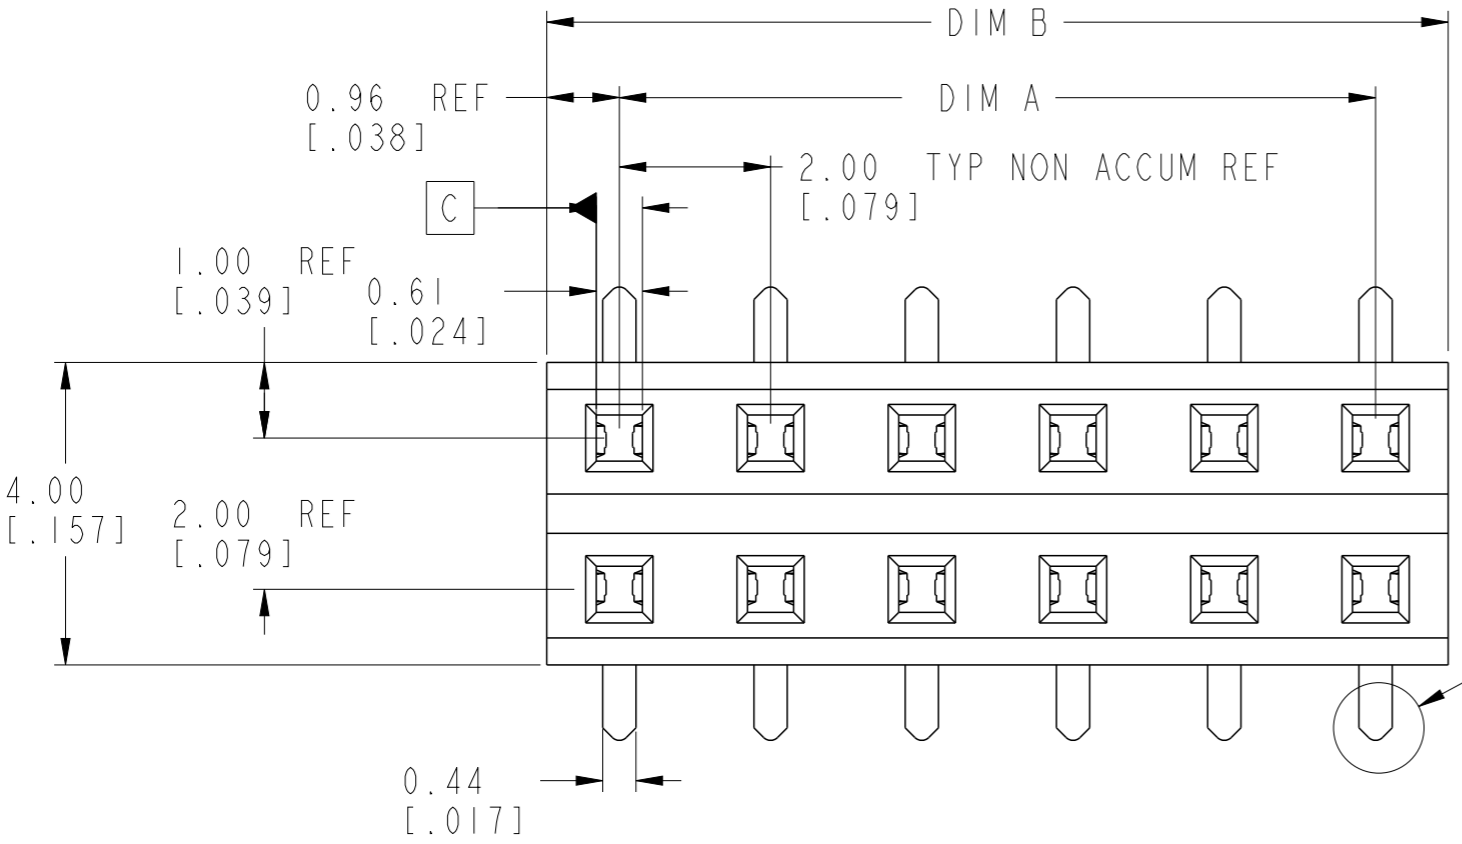 DIM B
0.96 REF
[.038]
DIM A
2.00 TYP NON ACCUM REF
[.079]
C
1.00 REF
[.039]
0.61
[.024]
4.00
[.157]
2.00 REF
[.079]
0.44
[.017]